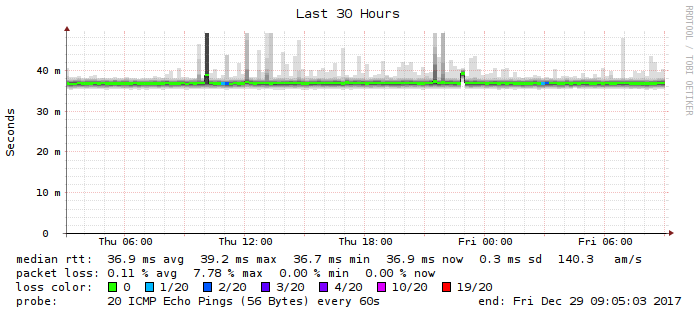 Last 30 Hours
RRDTOOL / TOBI OETIKER
Seconds
40 m
30 m
20 m
10 m
0
Thu 06:00 Thu 12:00 Thu 18:00 Fri 00:00 Fri 06:00
median rtt: 36.9 ms avg 39.2 ms max 36.7 ms min 36.9 ms now 0.3 ms sd 140.3 am/s
packet loss: 0.11 % avg 7.78 % max 0.00 % min 0.00 % now
loss color: 0 1/20 2/20 3/20 4/20 10/20 19/20
probe: 20 ICMP Echo Pings (56 Bytes) every 60s end: Fri Dec 29 09:05:03 2017